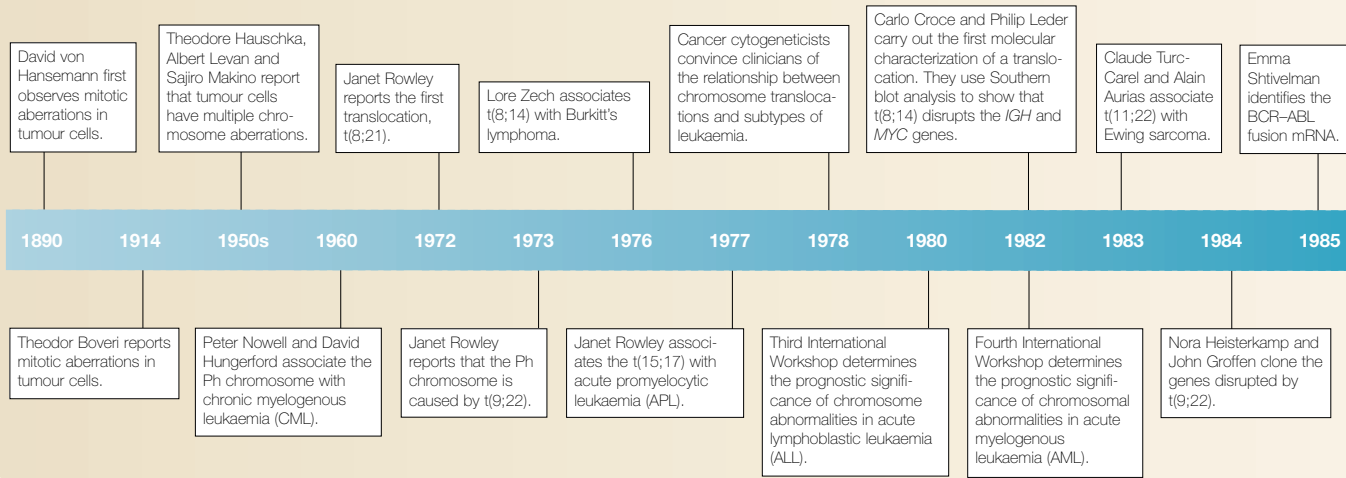 David von
Hansemann first
observes mitotic
aberrations in
tumour cells.
Theodore Hauschka,
Albert Levan and
Sajiro Makino report
that tumour cells
have multiple chro-
mosome aberrations.
Janet Rowley
reports the first
translocation,
t(8;21).
Lore Zech associates
t(8;14) with Burkitt's
lymphoma.
Cancer cytogeneticists
convince clinicians of
the relationship between
chromosome transloca-
tions and subtypes of
leukaemia.
Carlo Croce and Philip Leder
carry out the first molecular
characterization of a translo-
cation. They use Southern
blot analysis to show that
t(8;14) disrupts the IGH and
MYC genes.
Claude Turc-
Carel and Alain
Aurias associate
t(11;22) with
Ewing sarcoma.
Emma
Shtivelman
identifies the
BCR–ABL
fusion mRNA.
1890 1914 1950s 1960 1972 1973 1976 1977 1978 1980 1982 1983 1984 1985
Theodor Boveri reports
mitotic aberrations in
tumour cells.
Peter Nowell and David
Hungerford associate the
Ph chromosome with
chronic myelogenous
leukaemia (CML).
Janet Rowley
reports that the Ph
chromosome is
caused by t(9;22).
Janet Rowley associ-
ates the t(15;17) with
acute promyelocytic
leukaemia (APL).
Third International
Workshop determines
the prognostic signifi-
cance of chromosome
abnormalities in acute
lymphoblastic leukaemia
(ALL).
Fourth International
Workshop determines
the prognostic signifi-
cance of chromosomal
abnormalities in acute
myelogenous
leukaemia (AML).
Nora Heisterkamp and
John Groffen clone the
genes disrupted by
t(9;22).